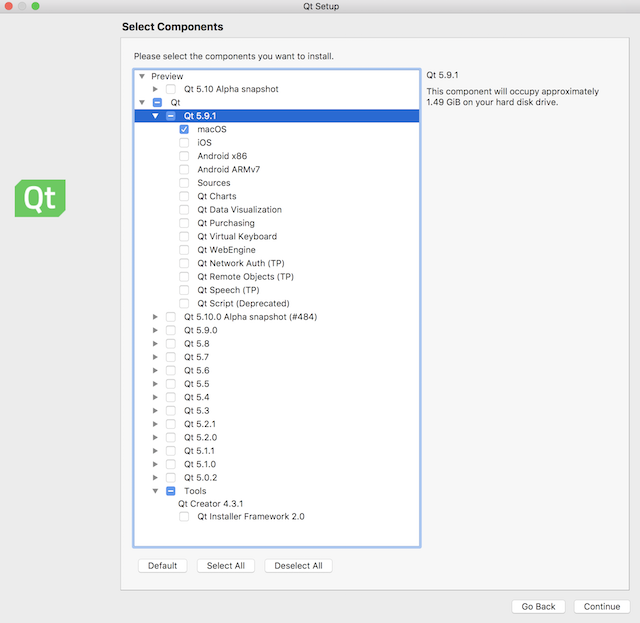 Qt Setup
Select Components
Please select the components you want to install.
Preview
Qt 5.10 Alpha snapshot
Qt
Qt 5.9.1
macOS
iOS
Android x86
Android ARMv7
Sources
Qt Charts
Qt Data Visualization
Qt Purchasing
Qt Virtual Keyboard
Qt WebEngine
Qt Network Auth (TP)
Qt Remote Objects (TP)
Qt Speech (TP)
Qt Script (Deprecated)
Qt 5.10.0 Alpha snapshot (#484)
Qt 5.9.0
Qt 5.8
Qt 5.7
Qt 5.6
Qt 5.5
Qt 5.4
Qt 5.3
Qt 5.2.1
Qt 5.2.0
Qt 5.1.1
Qt 5.1.0
Qt 5.0.2
Tools
Qt Creator 4.3.1
Qt Installer Framework 2.0
Qt 5.9.1
This component will occupy approximately
1.49 GiB on your hard disk drive.
Qt
Default Select All Deselect All
Go Back Continue